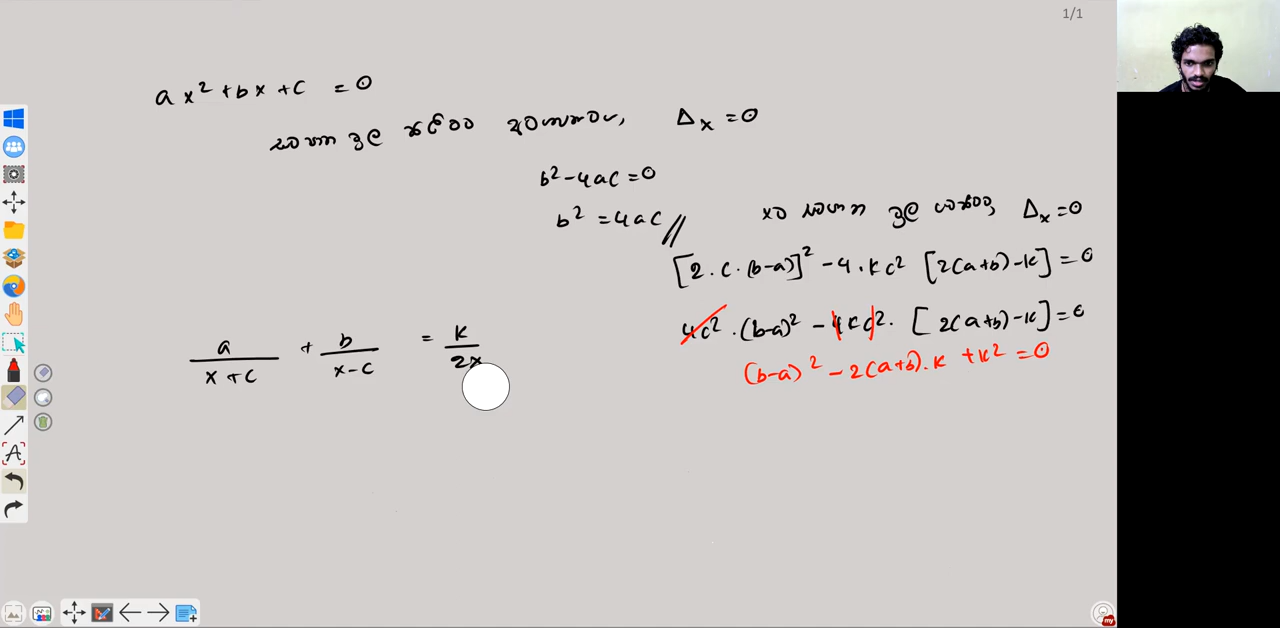 1/1
ax² + bx + c = 0
Δₓ = 0
b² - 4ac = 0
b² = 4ac //
Δₓ = 0
[2 . c . (b-a)]² - 4 . kc² [2(a+b) - k] = 0
4c² . (b-a)² - 4kc² . [2(a+b) - k] = 0
(b-a)² - 2(a+b) . k + k² = 0
a/(x + c) + b/(x - c) = k/2x